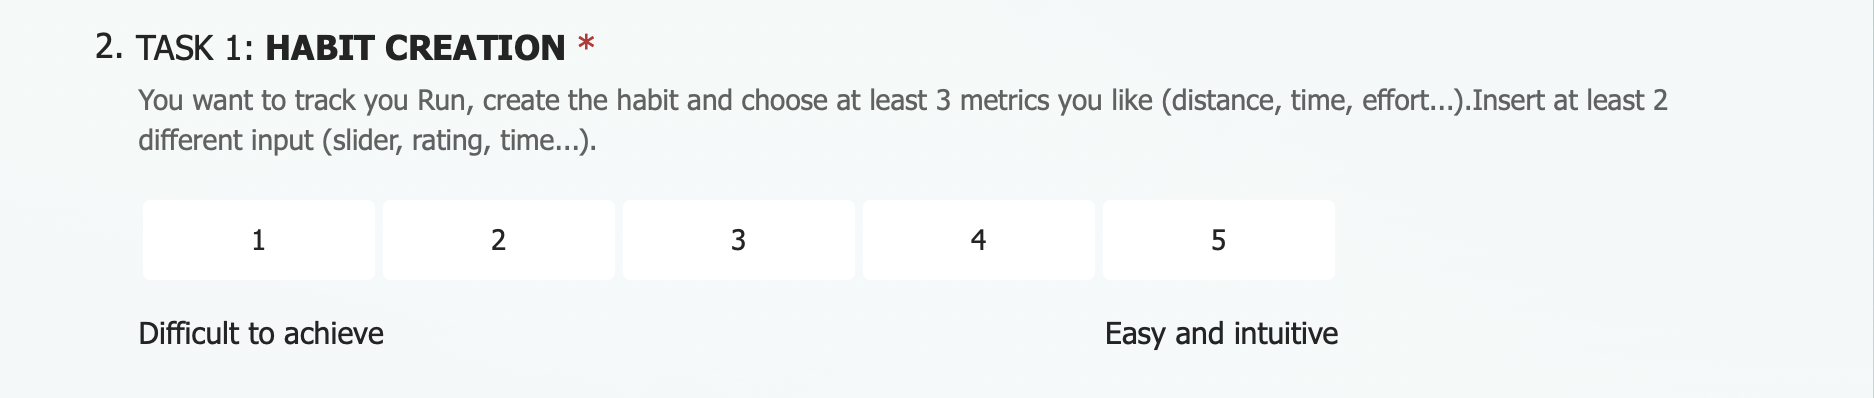 2. TASK 1: HABIT CREATION *
You want to track you Run, create the habit and choose at least 3 metrics you like (distance, time, effort...).Insert at least 2
different input (slider, rating, time...).
1 2 3 4 5
Difficult to achieve Easy and intuitive